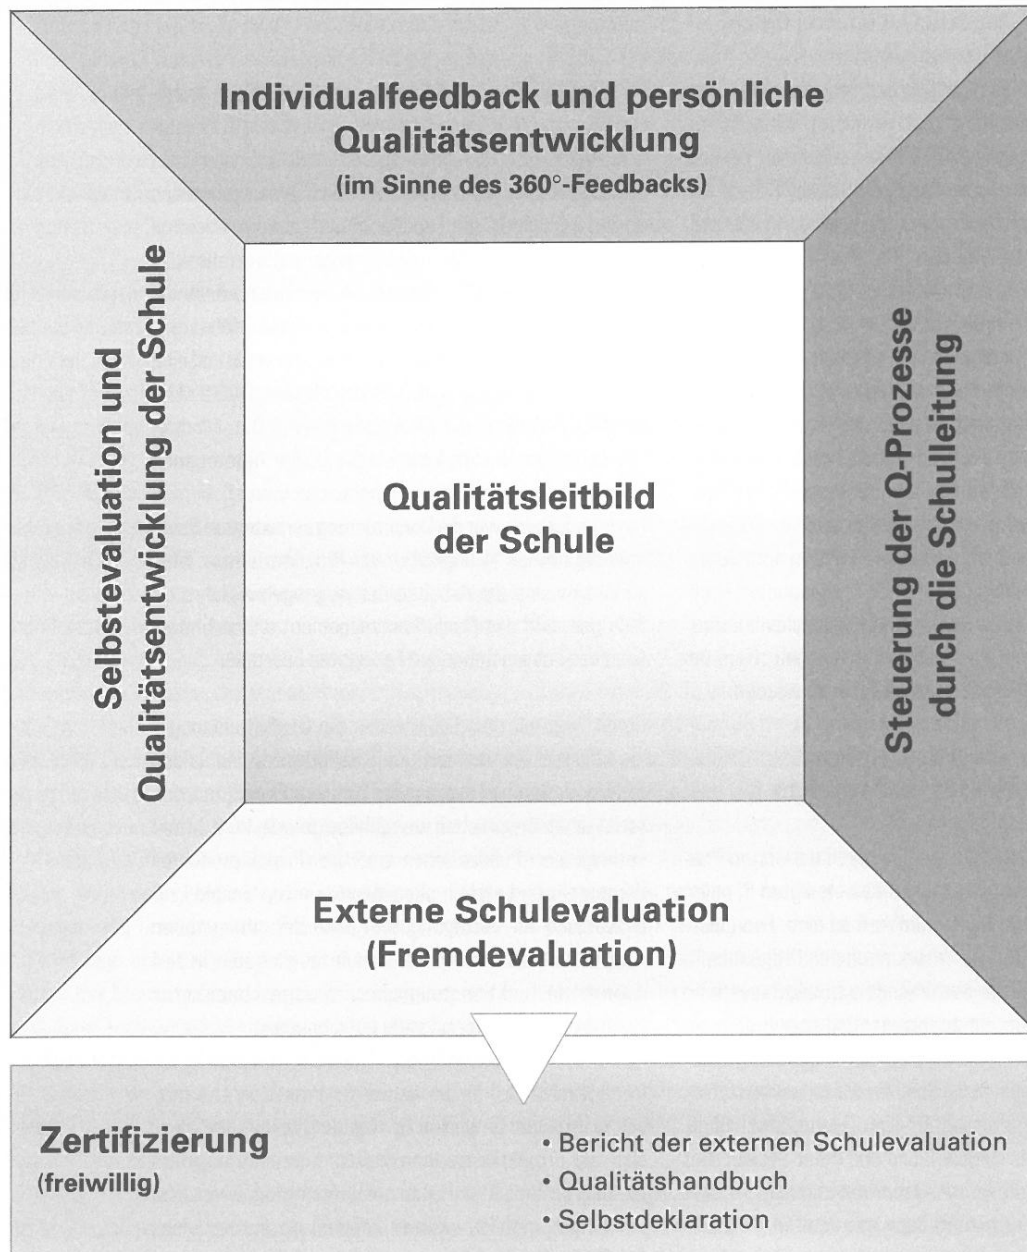 Individualfeedback und persönliche
Qualitätsentwicklung
(im Sinne des 360°-Feedbacks)
Selbstevaluation und
Qualitätsentwicklung der Schule
Qualitätsleitbild
der Schule
Steuerung der Q-Prozesse
durch die Schulleitung
Externe Schulevaluation
(Fremdevaluation)
Zertifizierung
(freiwillig)
• Bericht der externen Schulevaluation
• Qualitätshandbuch
• Selbstdeklaration